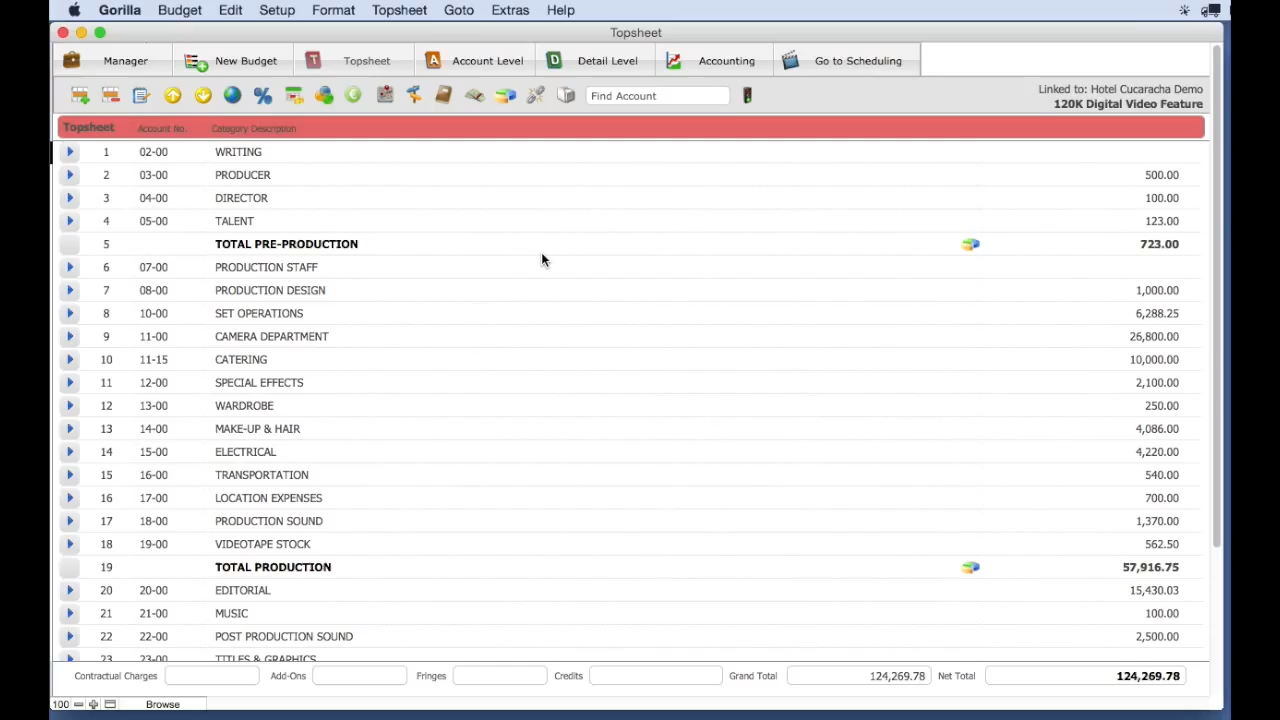 Gorilla Budget Edit Setup Format Topsheet Goto Extras Help
Topsheet
Manager New Budget T Topsheet A Account Level D Detail Level Accounting Go to Scheduling
Find Account
Linked to: Hotel Cucaracha Demo
120K Digital Video Feature
Topsheet Account No. Category Description
1 02-00 WRITING
2 03-00 PRODUCER 500.00
3 04-00 DIRECTOR 100.00
4 05-00 TALENT 123.00
5 TOTAL PRE-PRODUCTION 723.00
6 07-00 PRODUCTION STAFF
7 08-00 PRODUCTION DESIGN 1,000.00
8 10-00 SET OPERATIONS 6,288.25
9 11-00 CAMERA DEPARTMENT 26,800.00
10 11-15 CATERING 10,000.00
11 12-00 SPECIAL EFFECTS 2,100.00
12 13-00 WARDROBE 250.00
13 14-00 MAKE-UP & HAIR 4,086.00
14 15-00 ELECTRICAL 4,220.00
15 16-00 TRANSPORTATION 540.00
16 17-00 LOCATION EXPENSES 700.00
17 18-00 PRODUCTION SOUND 1,370.00
18 19-00 VIDEOTAPE STOCK 562.50
19 TOTAL PRODUCTION 57,916.75
20 20-00 EDITORIAL 15,430.03
21 21-00 MUSIC 100.00
22 22-00 POST PRODUCTION SOUND 2,500.00
23 23-00 TITLES & GRAPHICS
Contractual Charges Add-Ons Fringes Credits Grand Total 124,269.78 Net Total 124,269.78
100 Browse